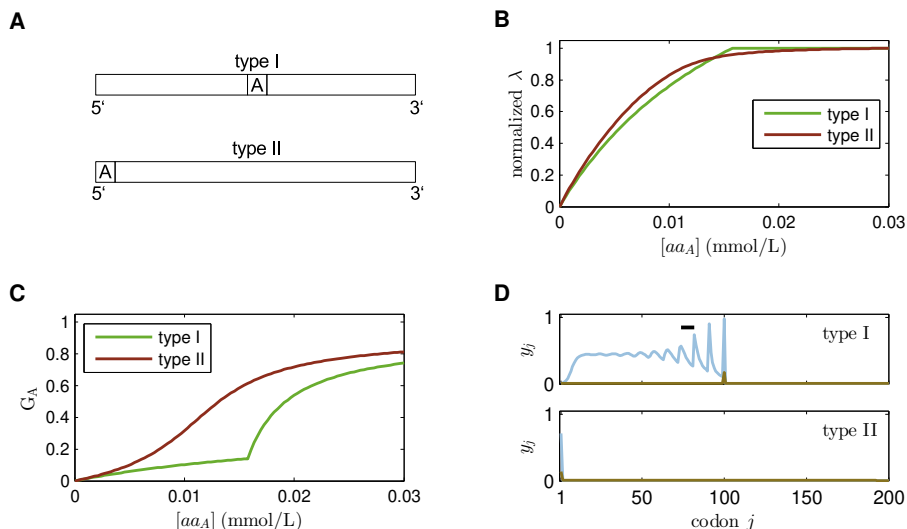 A
type I
A
5‘ 3‘
type II
A
5‘ 3‘
B
normalized λ
1
0.8
0.6
0.4
0.2
0
type I
type II
0 0.01 0.02 0.03
[aa_A] (mmol/L)
C
G_A
1
0.8
0.6
0.4
0.2
0
type I
type II
0 0.01 0.02 0.03
[aa_A] (mmol/L)
D
y_j
1
0
type I
y_j
1
0
type II
1 50 100 150 200
codon j